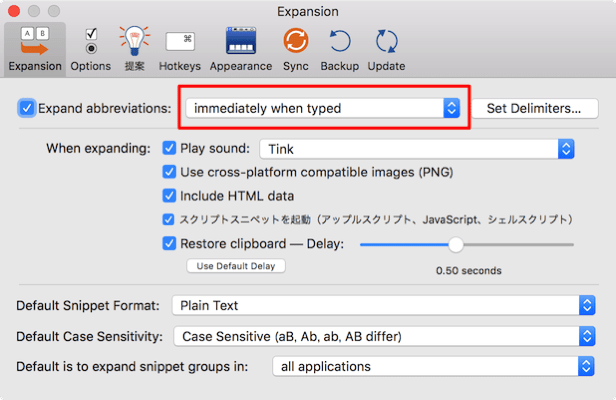 Expansion
A B
⌘
Expansion Options 提案 Hotkeys Appearance Sync Backup Update
Expand abbreviations: immediately when typed Set Delimiters...
When expanding: Play sound: Tink
Use cross-platform compatible images (PNG)
Include HTML data
スクリプトスニペットを起動（アップルスクリプト、JavaScript、シェルスクリプト）
Restore clipboard — Delay:
Use Default Delay 0.50 seconds
Default Snippet Format: Plain Text
Default Case Sensitivity: Case Sensitive (aB, Ab, ab, AB differ)
Default is to expand snippet groups in: all applications